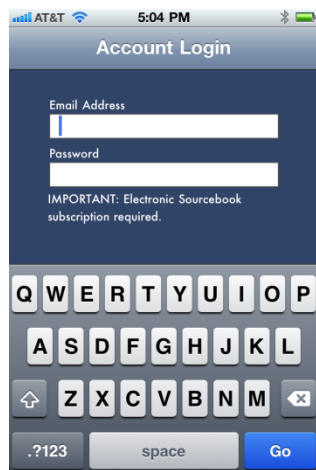 AT&T 5:04 PM
Account Login
Email Address
Password
IMPORTANT: Electronic Sourcebook
subscription required.
Q W E R T Y U I O P
A S D F G H J K L
Z X C V B N M
.?123 space Go